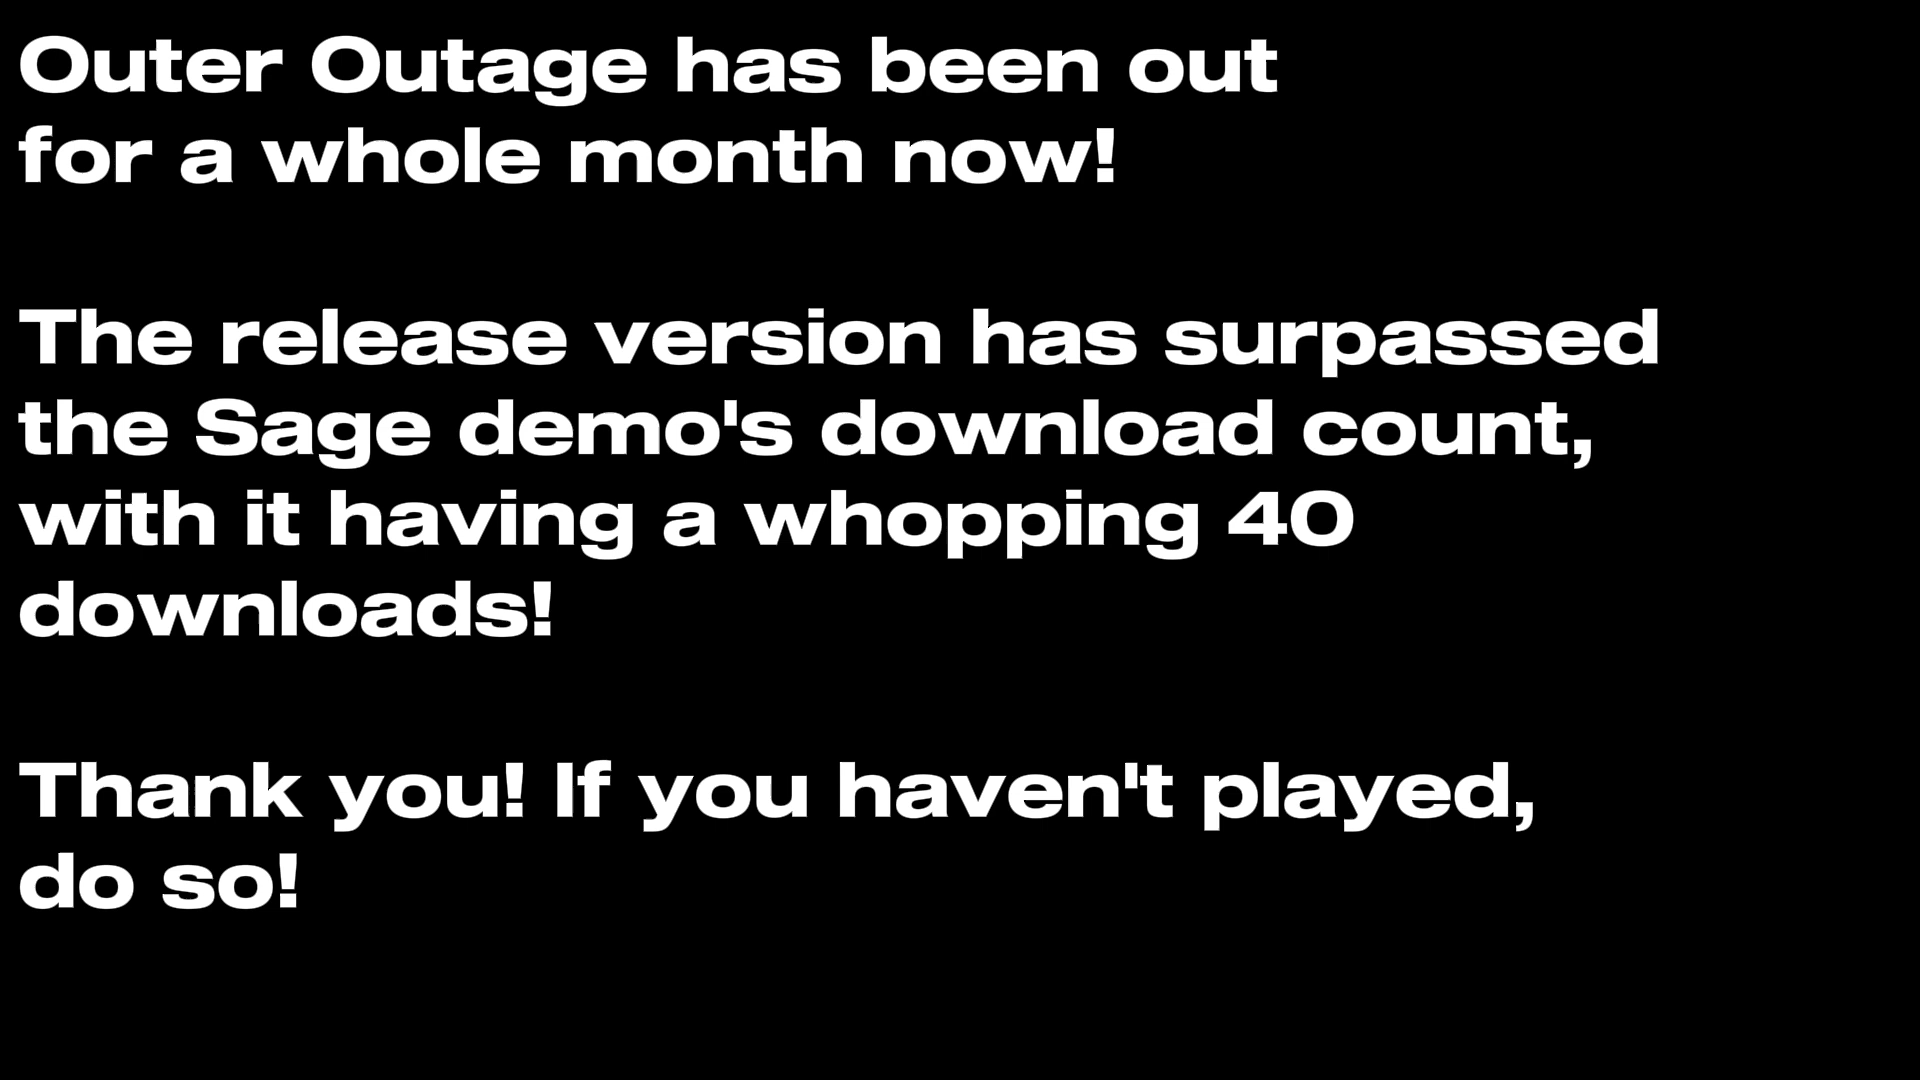 Outer Outage has been out
for a whole month now!
The release version has surpassed
the Sage demo's download count,
with it having a whopping 40
downloads!
Thank you! If you haven't played,
do so!